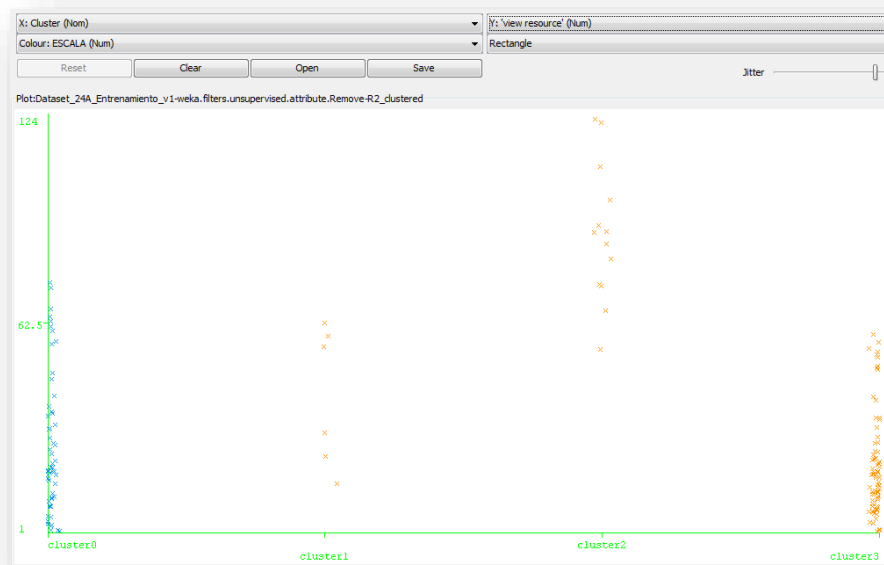 X: Cluster (Nom)
Y: 'view resource' (Num)
Colour: ESCALA (Num)
Rectangle
Reset
Clear
Open
Save
Jitter
Plot:Dataset_24A_Entrenamiento_v1-weka.filters.unsupervised.attribute.Remove-R2_clustered
124
62.5
1
cluster0
cluster1
cluster2
cluster3